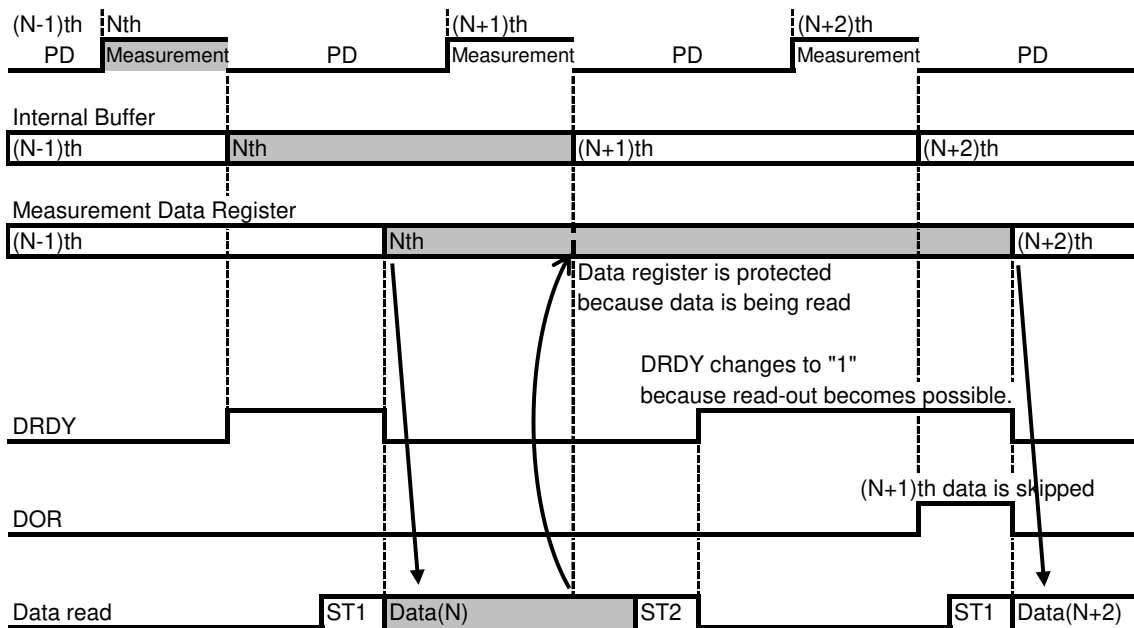 (N-1)th Nth (N+1)th (N+2)th
PD Measurement PD Measurement PD Measurement PD
Internal Buffer
(N-1)th Nth (N+1)th (N+2)th
Measurement Data Register
(N-1)th Nth (N+2)th
Data register is protected
because data is being read
DRDY changes to "1"
because read-out becomes possible.
DRDY
(N+1)th data is skipped
DOR
Data read ST1 Data(N) ST2 ST1 Data(N+2)